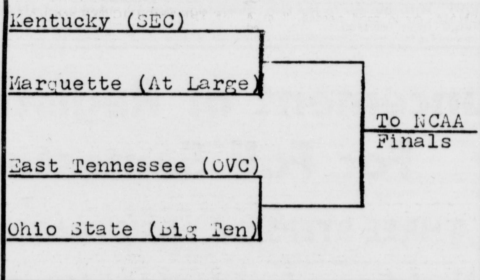 Kentucky (SEC)
Marquette (At Large)
To NCAA
Finals
East Tennessee (OVC)
Ohio State (Big Ten)